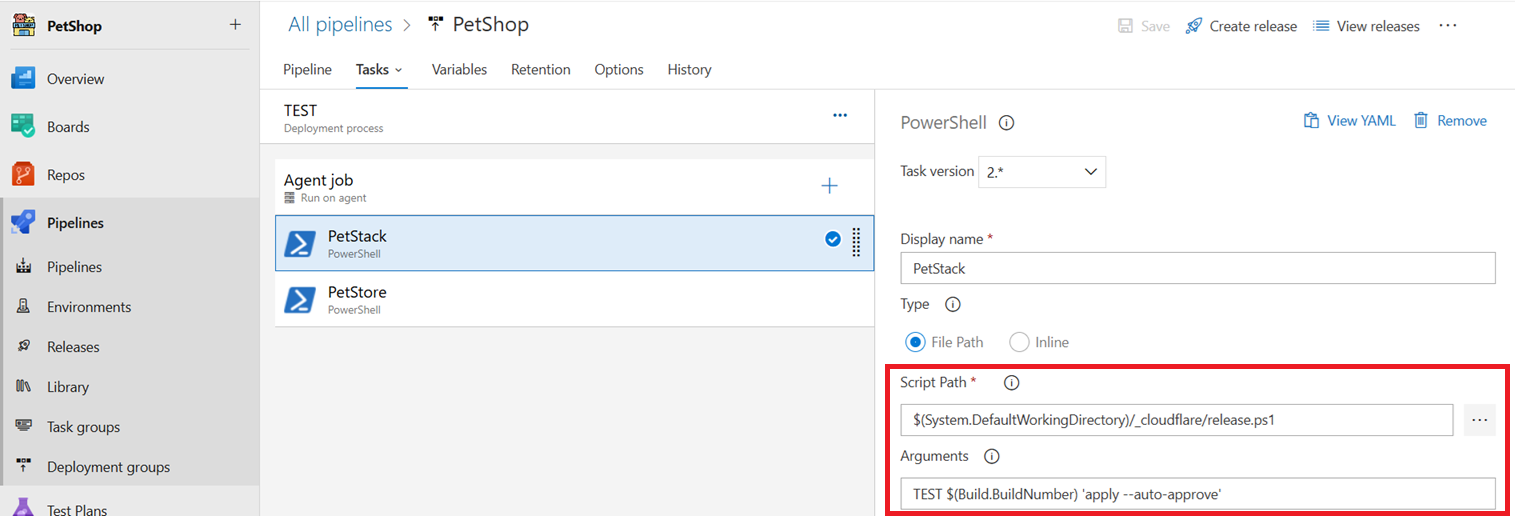 PetShop
+
Overview
Boards
Repos
Pipelines
Pipelines
Environments
Releases
Library
Task groups
Deployment groups
Test Plans
All pipelines > PetShop
Save Create release View releases ...
Pipeline Tasks Variables Retention Options History
TEST
Deployment process
...
Agent job
Run on agent
+
PetStack
PowerShell
PetStore
PowerShell
PowerShell
View YAML Remove
Task version 2.*
Display name *
PetStack
Type
File Path Inline
Script Path *
$(System.DefaultWorkingDirectory)/_cloudflare/release.ps1
...
Arguments
TEST $(Build.BuildNumber) 'apply --auto-approve'